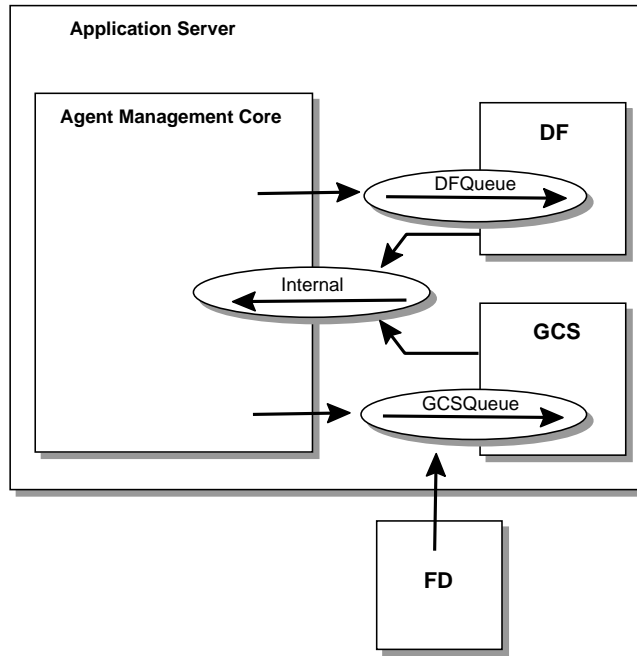 Application Server
Agent Management Core
DF
DFQueue
Internal
GCS
GCSQueue
FD